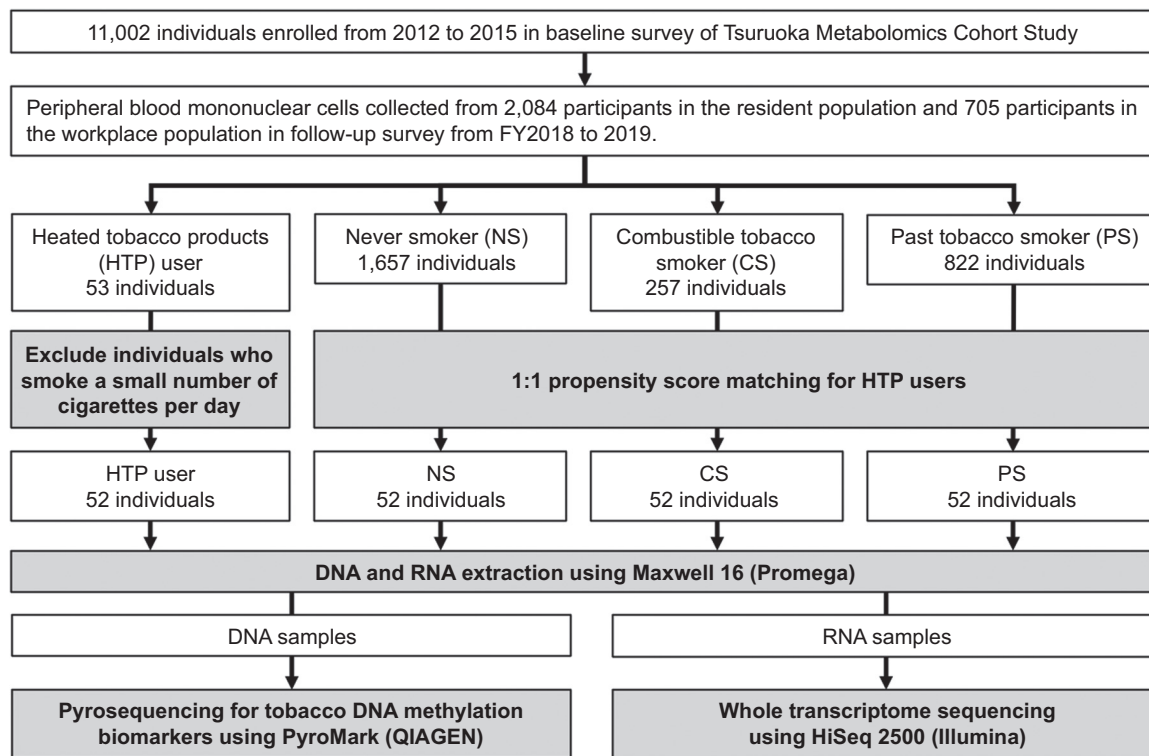 11,002 individuals enrolled from 2012 to 2015 in baseline survey of Tsuruoka Metabolomics Cohort Study
Peripheral blood mononuclear cells collected from 2,084 participants in the resident population and 705 participants in
the workplace population in follow-up survey from FY2018 to 2019.
Heated tobacco products
(HTP) user
53 individuals
Never smoker (NS)
1,657 individuals
Combustible tobacco
smoker (CS)
257 individuals
Past tobacco smoker (PS)
822 individuals
Exclude individuals who
smoke a small number of
cigarettes per day
1:1 propensity score matching for HTP users
HTP user
52 individuals
NS
52 individuals
CS
52 individuals
PS
52 individuals
DNA and RNA extraction using Maxwell 16 (Promega)
DNA samples
RNA samples
Pyrosequencing for tobacco DNA methylation
biomarkers using PyroMark (QIAGEN)
Whole transcriptome sequencing
using HiSeq 2500 (Illumina)